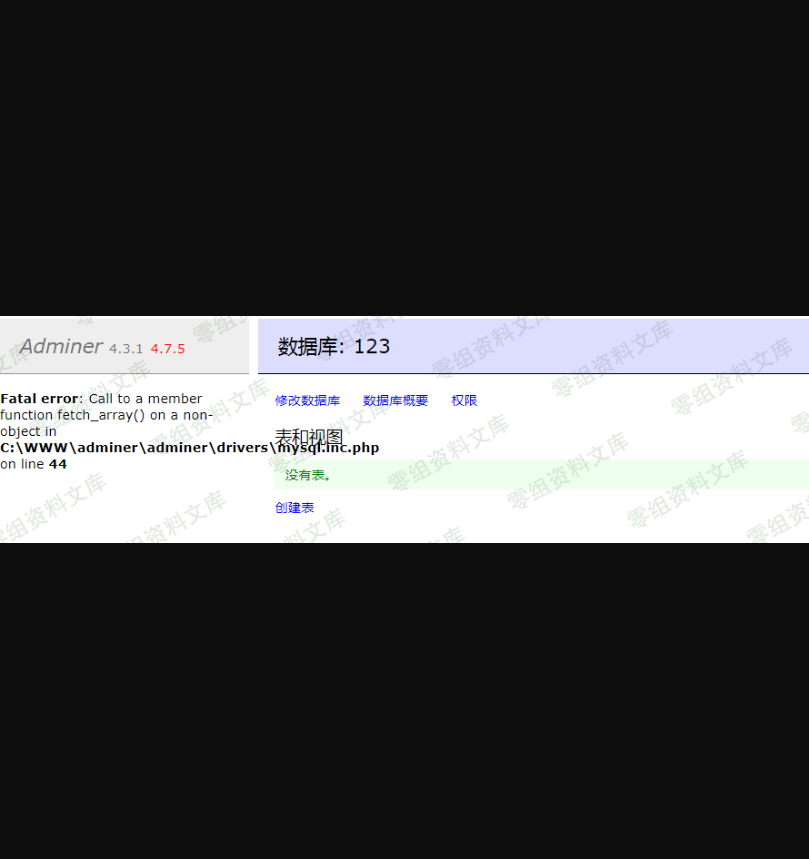 Adminer 4.3.1 4.7.5
数据库: 123
Fatal error: Call to a member
function fetch_array() on a non-
object in
C:\WWW\adminer\adminer\drivers\mysql.inc.php
on line 44
修改数据库 数据库概要 权限
表和视图
没有表。
创建表
零组资料文库